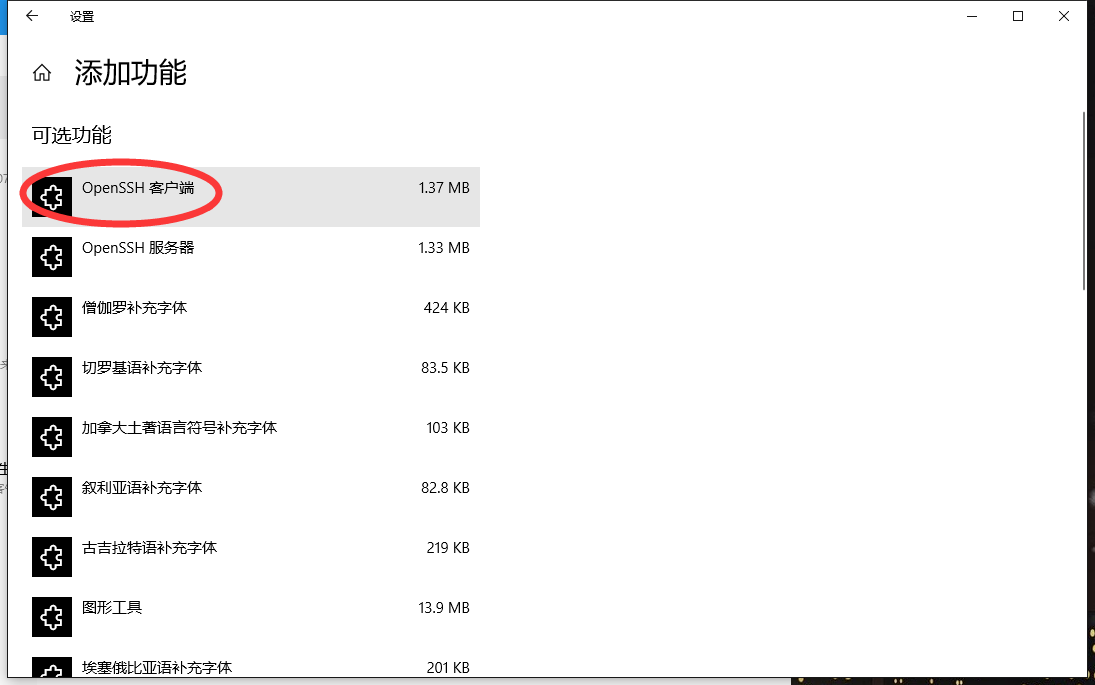 设置
添加功能
可选功能
OpenSSH 客户端 1.37 MB
OpenSSH 服务器 1.33 MB
僧伽罗补充字体 424 KB
切罗基语补充字体 83.5 KB
加拿大土著语言符号补充字体 103 KB
叙利亚语补充字体 82.8 KB
古吉拉特语补充字体 219 KB
图形工具 13.9 MB
埃塞俄比亚语补充字体 201 KB